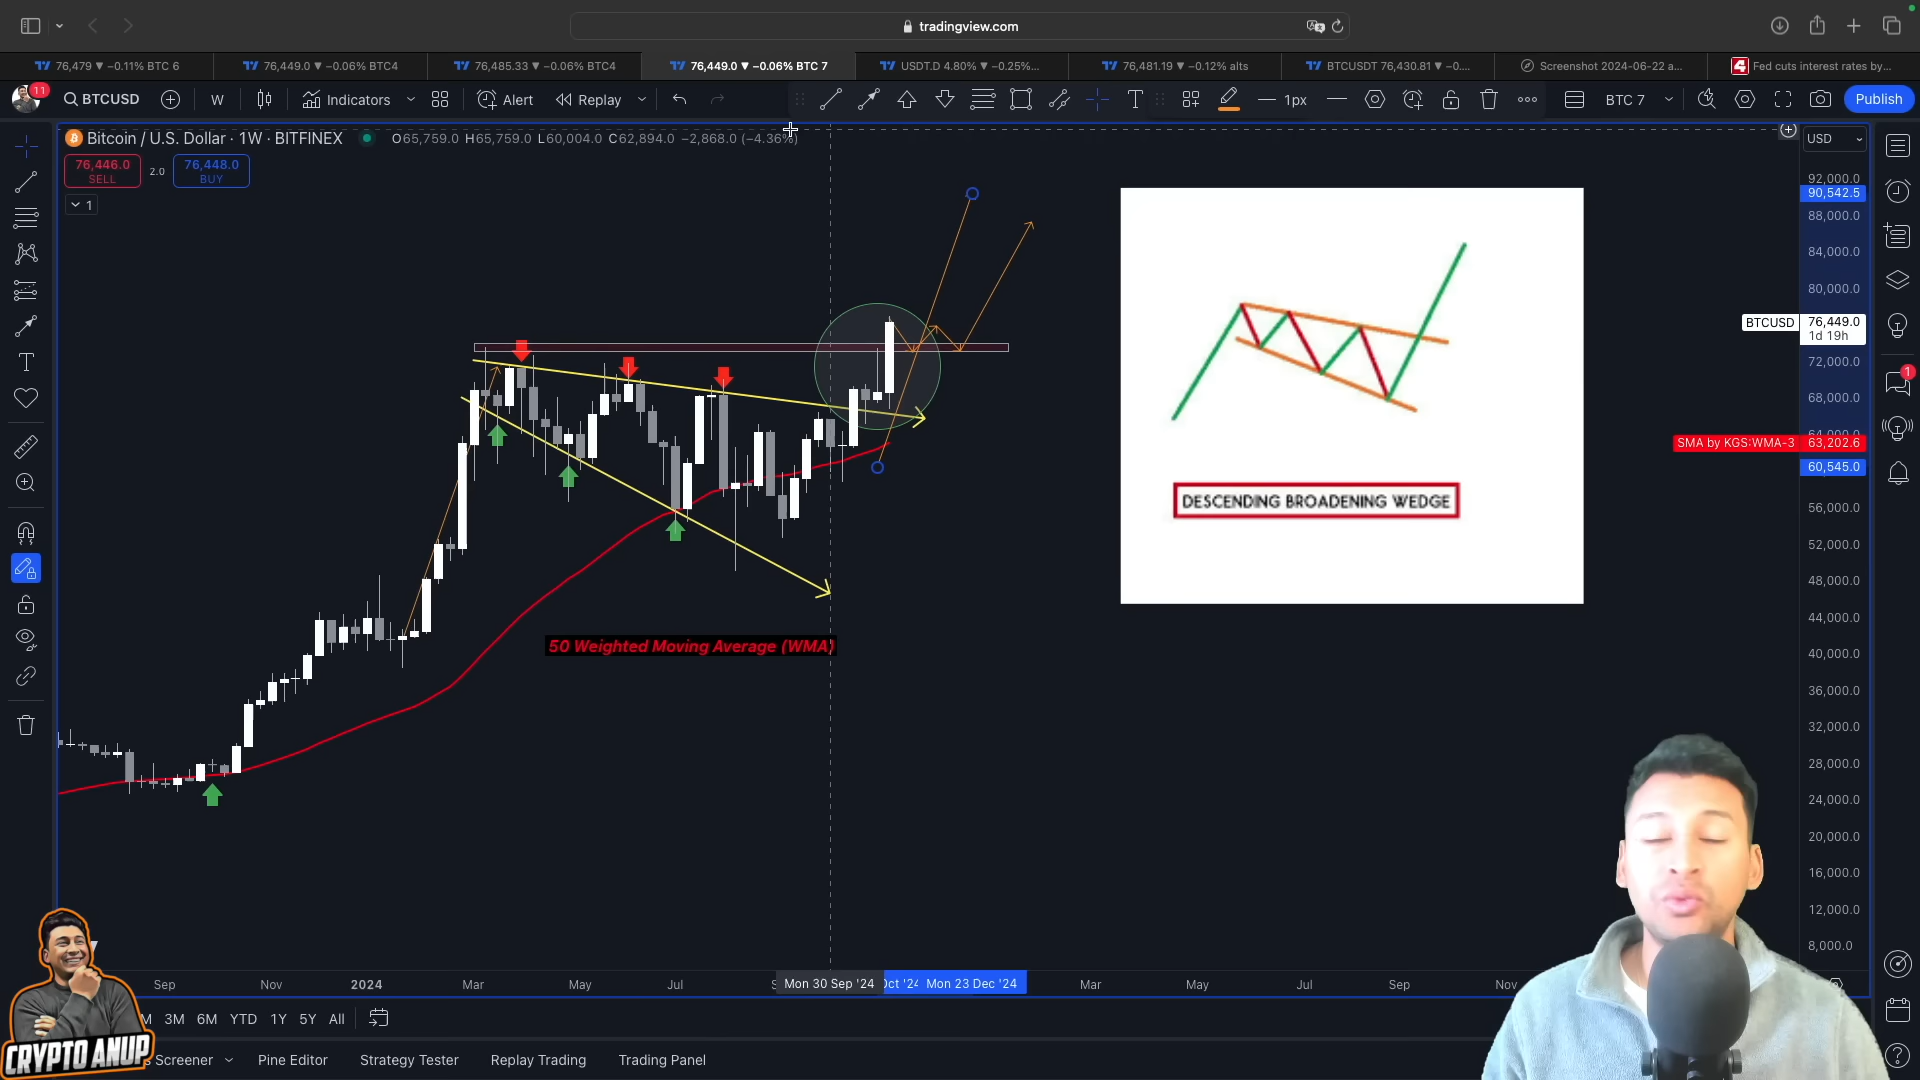 tradingview.com
76,479 ▼ −0.11% BTC 6
76,449.0 ▼ −0.06% BTC4
76,485.33 ▼ −0.06% BTC4
76,449.0 ▼ −0.06% BTC 7
USDT.D 4.80% ▼ −0.25%...
76,481.19 ▼ −0.12% alts
BTCUSDT 76,430.81 ▼ −0....
Screenshot 2024-06-22 a...
4
Fed cuts interest rates by...
11
BTCUSD
W
Indicators
Alert
Replay
T
1px
BTC 7
Publish
Bitcoin / U.S. Dollar · 1W · BITFINEX
O65,759.0 H65,759.0 L60,004.0 C62,894.0 −2,868.0 (−4.36%)
USD
76,446.0
SELL
2.0
76,448.0
BUY
1
92,000.0
90,542.5
88,000.0
84,000.0
80,000.0
BTCUSD
76,449.0
1d 19h
72,000.0
1
68,000.0
64,000.0
SMA by KGS:WMA-3
63,202.6
60,545.0
56,000.0
52,000.0
48,000.0
44,000.0
40,000.0
36,000.0
32,000.0
28,000.0
24,000.0
20,000.0
16,000.0
12,000.0
8,000.0
DESCENDING BROADENING WEDGE
50 Weighted Moving Average (WMA)
Sep
Nov
2024
Mar
May
Jul
Mon 30 Sep '24
Oct '24
Mon 23 Dec '24
Mar
May
Jul
Sep
Nov
3M
6M
YTD
1Y
5Y
All
Screener
Pine Editor
Strategy Tester
Replay Trading
Trading Panel
CRYPTO ANUP